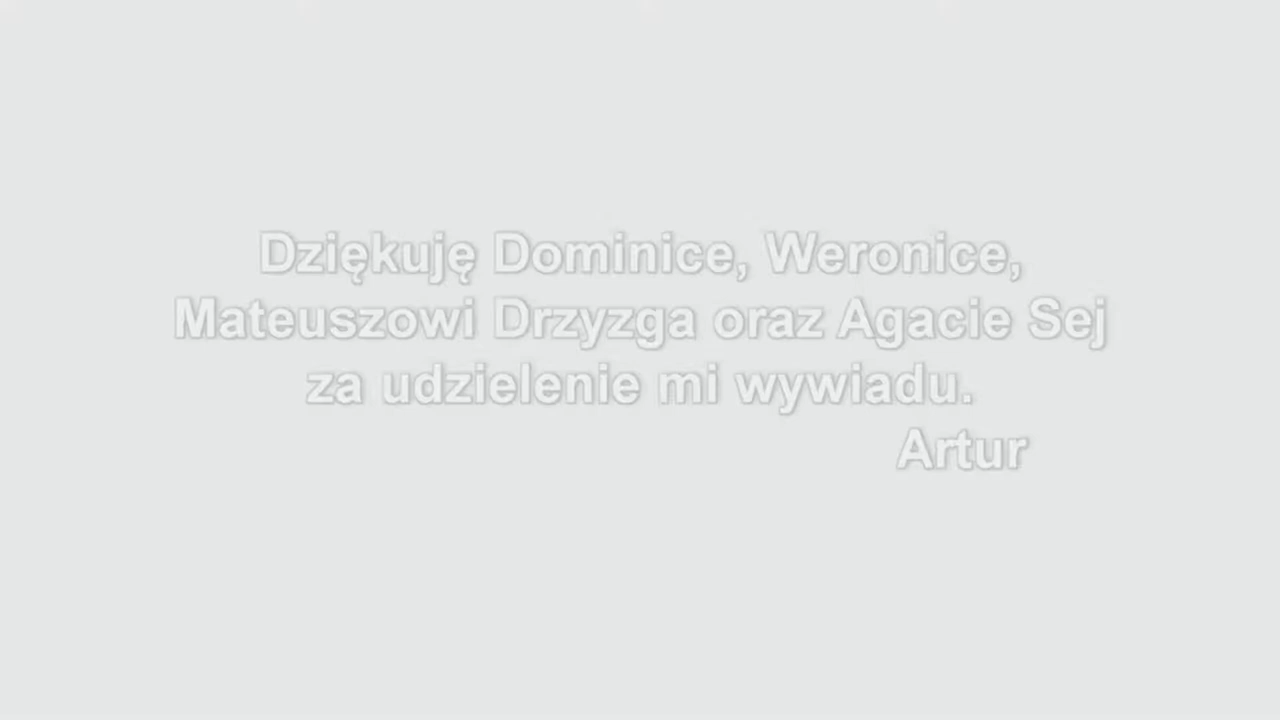 Dziękuję Dominice, Weronice,
Mateuszowi Drzyzga oraz Agacie Sej
za udzielenie mi wywiadu.
Artur